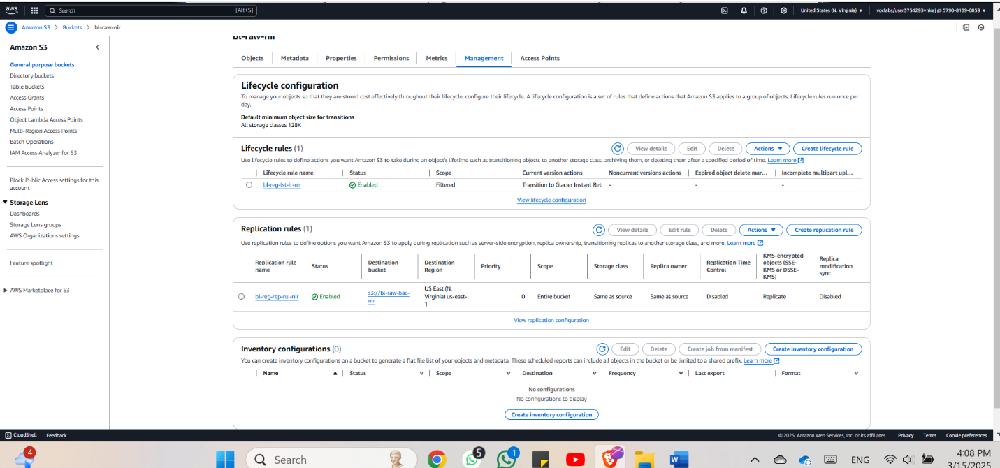 aws
Search [Alt+S]
United States (N. Virginia)
voclabs/user3754293=niraj @ 5790-8139-0859
Amazon S3 > Buckets > bl-raw-nir
Amazon S3
General purpose buckets
Directory buckets
Table buckets
Access Grants
Access Points
Object Lambda Access Points
Multi-Region Access Points
Batch Operations
IAM Access Analyzer for S3
Block Public Access settings for this
account
Storage Lens
Dashboards
Storage Lens groups
AWS Organizations settings
Feature spotlight
AWS Marketplace for S3
bl-raw-nir
Objects Metadata Properties Permissions Metrics Management Access Points
Lifecycle configuration
To manage your objects so that they are stored cost effectively throughout their lifecycle, configure their lifecycle. A lifecycle configuration is a set of rules that define actions that Amazon S3 applies to a group of objects. Lifecycle rules run once per
day.
Default minimum object size for transitions
All storage classes 128K
Lifecycle rules (1)
View details Edit Delete Actions Create lifecycle rule
Use lifecycle rules to define actions you want Amazon S3 to take during an object's lifetime such as transitioning objects to another storage class, archiving them, or deleting them after a specified period of time. Learn more
Lifecycle rule name Status Scope Current version actions Noncurrent versions actions Expired object delete mar... Incomplete multipart upl...
bl-reg-lst-lr-nir Enabled Filtered Transition to Glacier Instant Retr - - -
View lifecycle configuration
Replication rules (1)
View details Edit rule Delete Actions Create replication rule
Use replication rules to define options you want Amazon S3 to apply during replication such as server-side encryption, replica ownership, transitioning replicas to another storage class, and more. Learn more
Replication rule
name
Status
Destination
bucket
Destination
Region
Priority
Scope
Storage class
Replica owner
Replication Time
Control
KMS-encrypted
objects (SSE-
KMS or DSSE-
KMS)
Replica
modification
sync
bl-reg-rep-rul-nir
Enabled
s3://bl-raw-bac-
nir
US East (N.
Virginia) us-east-
1
0
Entire bucket
Same as source
Same as source
Disabled
Replicate
Disabled
View replication configuration
Inventory configurations (0)
Edit Delete Create job from manifest Create inventory configuration
You can create inventory configurations on a bucket to generate a flat file list of your objects and metadata. These scheduled reports can include all objects in the bucket or be limited to a shared prefix. Learn more
Name Status Scope Destination Frequency Last export Format
No configurations
No configurations to display
Create inventory configuration
CloudShell Feedback
© 2025, Amazon Web Services, Inc. or its affiliates. Privacy Terms Cookie preferences
4
Search
5
1
W
ENG
4:08 PM
3/15/2025